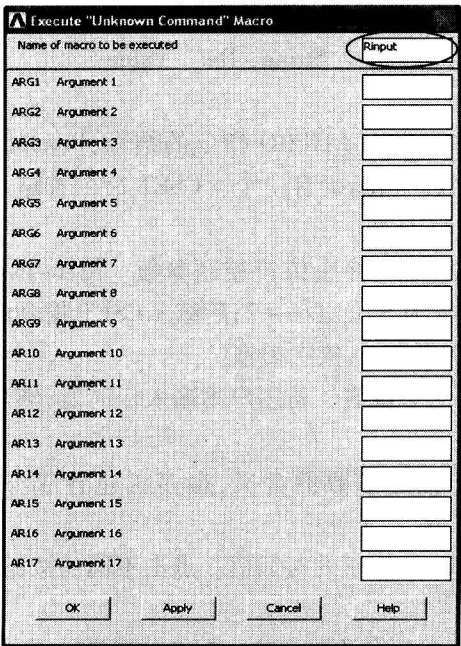 Execute "Unknown Command" Macro
Name of macro to be executed Rinput
ARG1 Argument 1
ARG2 Argument 2
ARG3 Argument 3
ARG4 Argument 4
ARG5 Argument 5
ARG6 Argument 6
ARG7 Argument 7
ARG8 Argument 8
ARG9 Argument 9
AR10 Argument 10
AR11 Argument 11
AR12 Argument 12
AR13 Argument 13
AR14 Argument 14
AR15 Argument 15
AR16 Argument 16
AR17 Argument 17
OK Apply Cancel Help